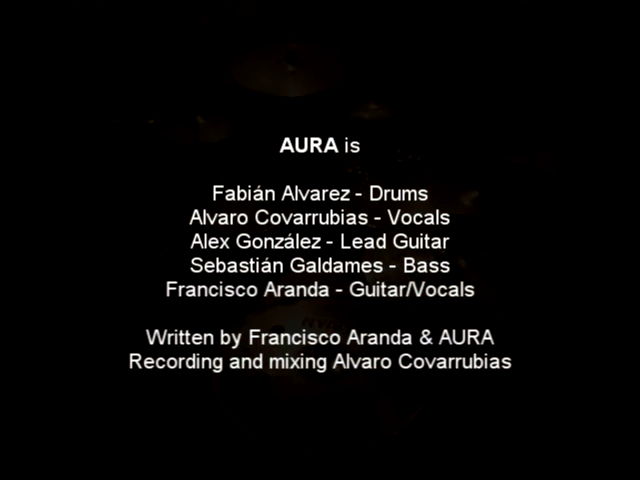 AURA is
Fabián Alvarez - Drums
Alvaro Covarrubias - Vocals
Alex González - Lead Guitar
Sebastián Galdames - Bass
Francisco Aranda - Guitar/Vocals
Written by Francisco Aranda & AURA
Recording and mixing Alvaro Covarrubias